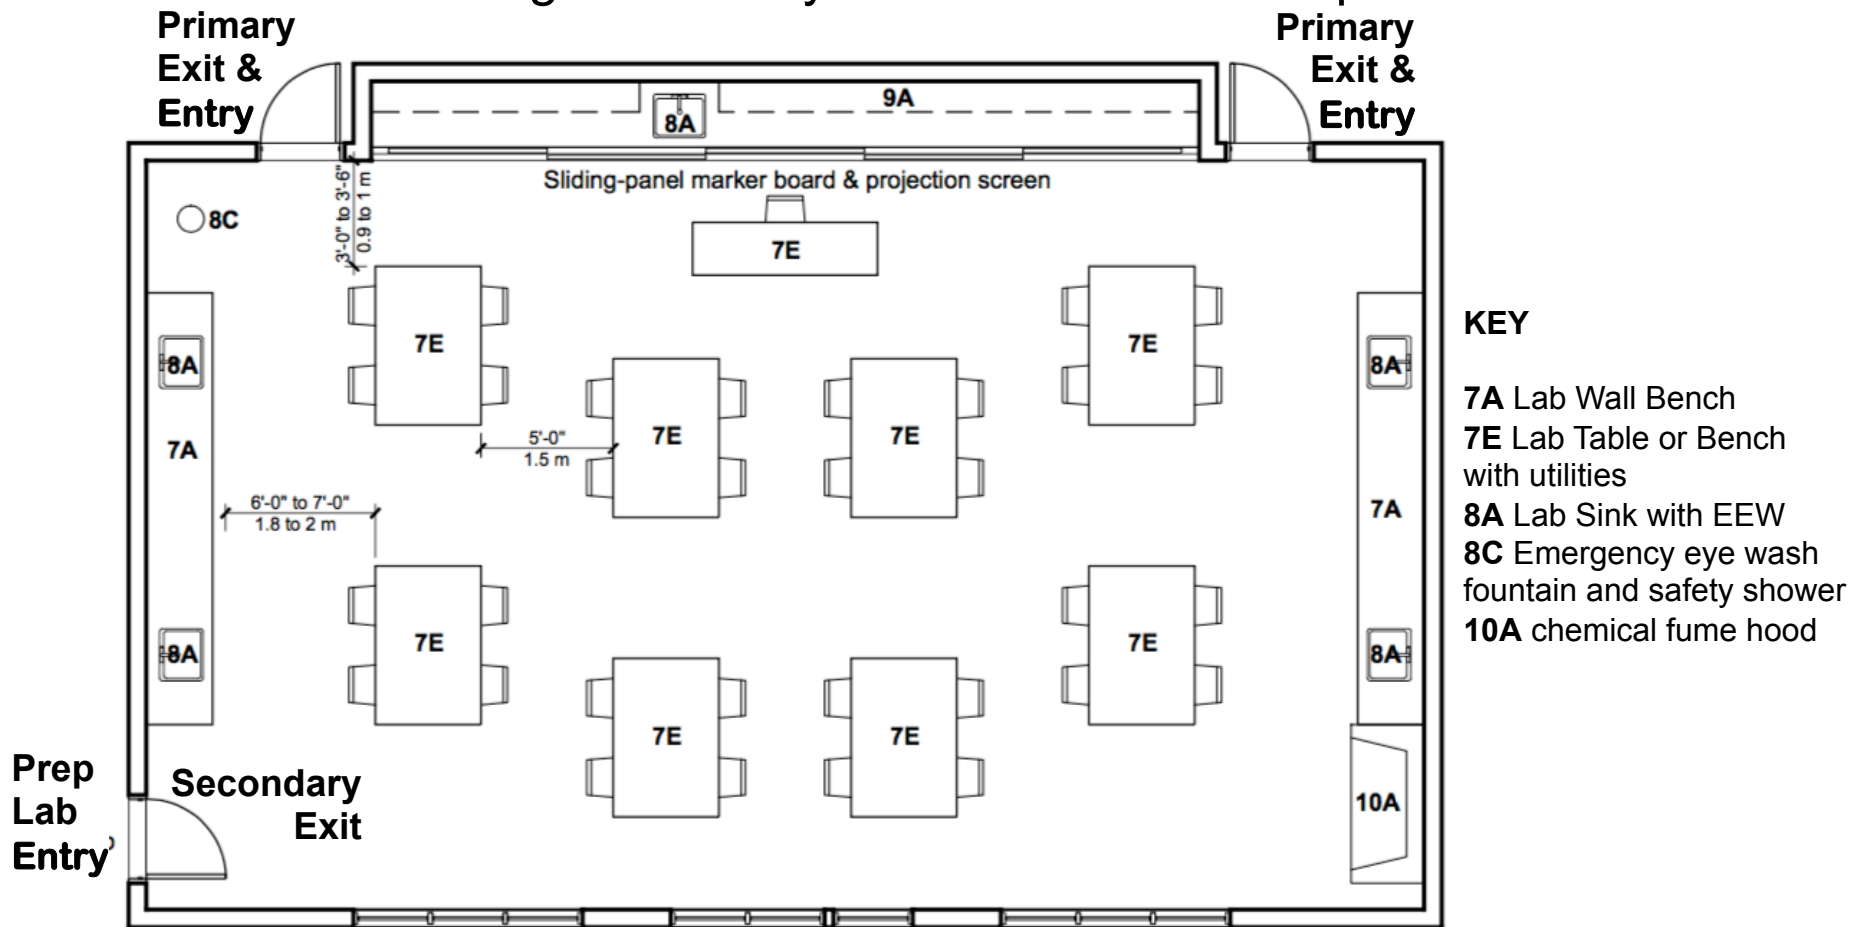 Primary
Exit &
Entry
Primary
Exit &
Entry
9A
8A
Sliding-panel marker board & projection screen
3'-0" to 3'-6"
0.9 to 1 m
8C
7E
7E
7E
8A
8A
7E
7E
7A
5'-0"
1.5 m
6'-0" to 7'-0"
1.8 to 2 m
7A
7E
7E
8A
8A
7E
7E
Prep
Lab
Entry
Secondary
Exit
10A
KEY
7A Lab Wall Bench
7E Lab Table or Bench
with utilities
8A Lab Sink with EEW
8C Emergency eye wash
fountain and safety shower
10A chemical fume hood